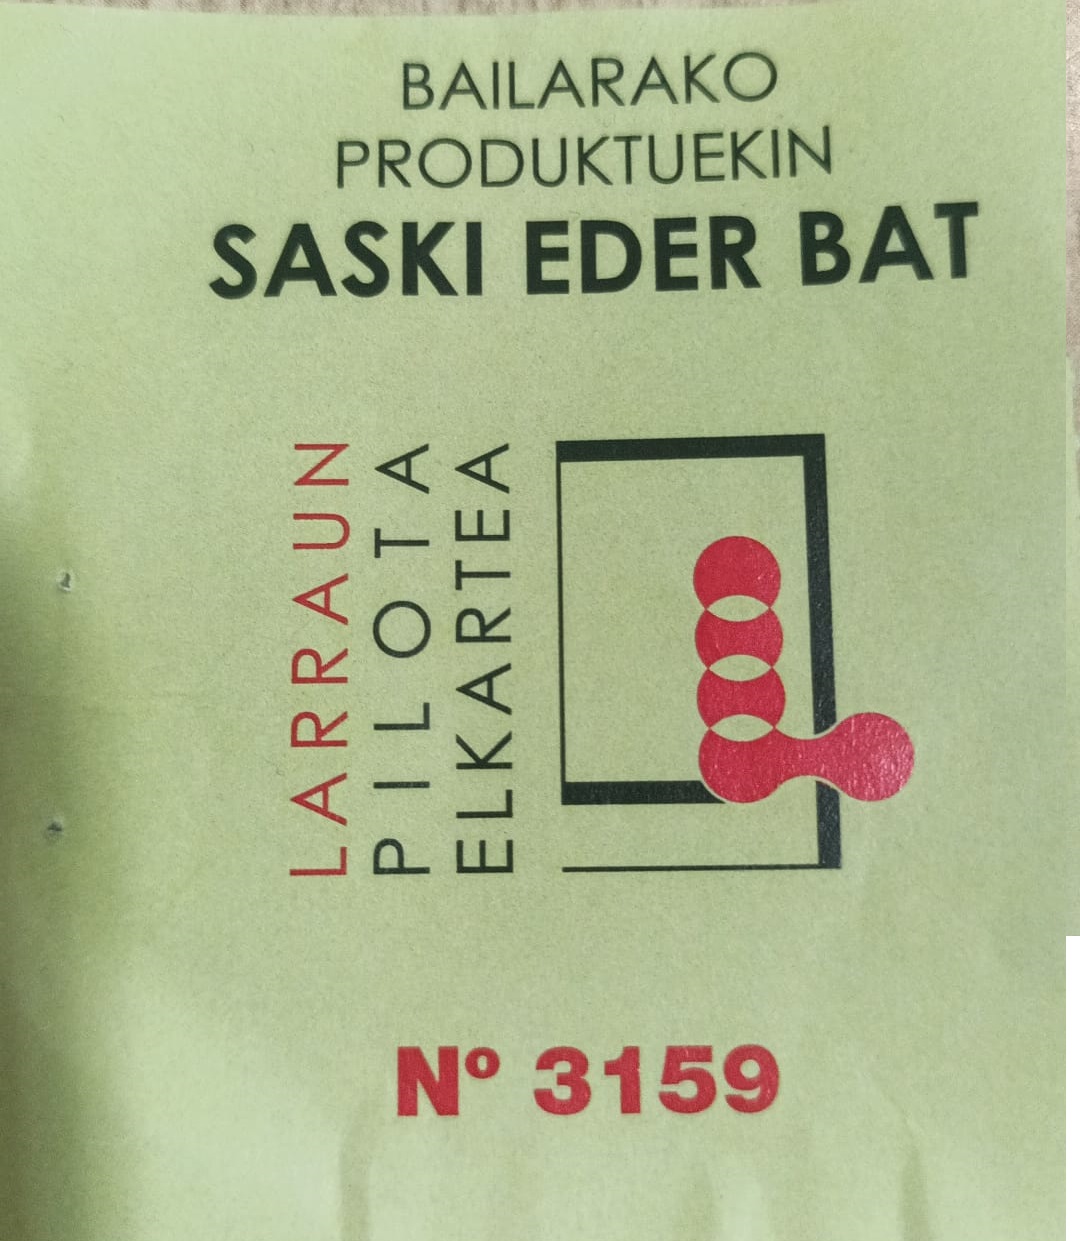 BAILARAKO
PRODUKTUEKIN
SASKI EDER BAT
LARRAUN
PILOTA
ELKARTEA
Nº 3159